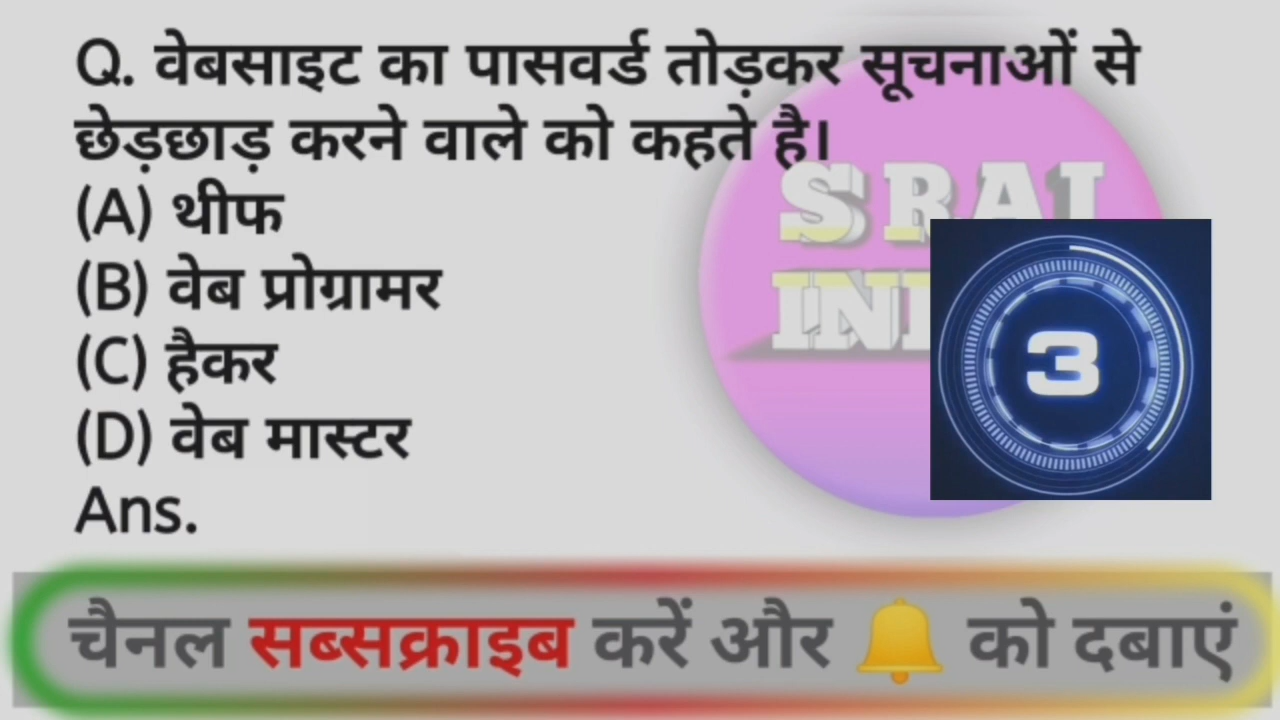 Q. वेबसाइट का पासवर्ड तोड़कर सूचनाओं से
छेड़छाड़ करने वाले को कहते है।
(A) थीफ
(B) वेब प्रोग्रामर
(C) हैकर
(D) वेब मास्टर
Ans.
S RAI
3
चैनल सब्सक्राइब करें और 🔔 को दबाएं